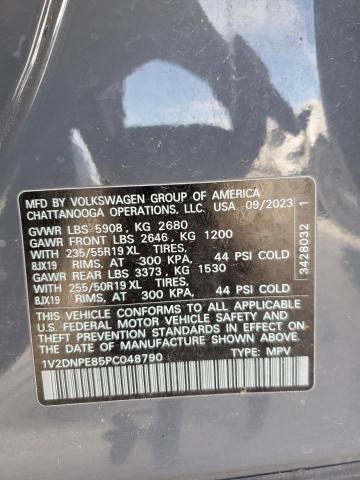 MFD BY VOLKSWAGEN GROUP OF AMERICA
CHATTANOOGA OPERATIONS, LLC. USA 09/2023 1
GVWR LBS 5908, KG 2680
GAWR FRONT LBS 2646, KG 1200
WITH 235/55R19 XL TIRES,
8JX19 RIMS, AT 300 KPA, 44 PSI COLD
GAWR REAR LBS 3373, KG 1530
WITH 255/50R19 XL TIRES,
8JX19 RIMS, AT 300 KPA, 44 PSI COLD
THIS VEHICLE CONFORMS TO ALL APPLICABLE
U.S. FEDERAL MOTOR VEHICLE SAFETY AND
THEFT PREVENTION STANDARDS IN EFFECT ON
THE DATE OF MANUFACTURE SHOWN ABOVE.
1V2DNPE85PC048790 TYPE: MPV
3428032